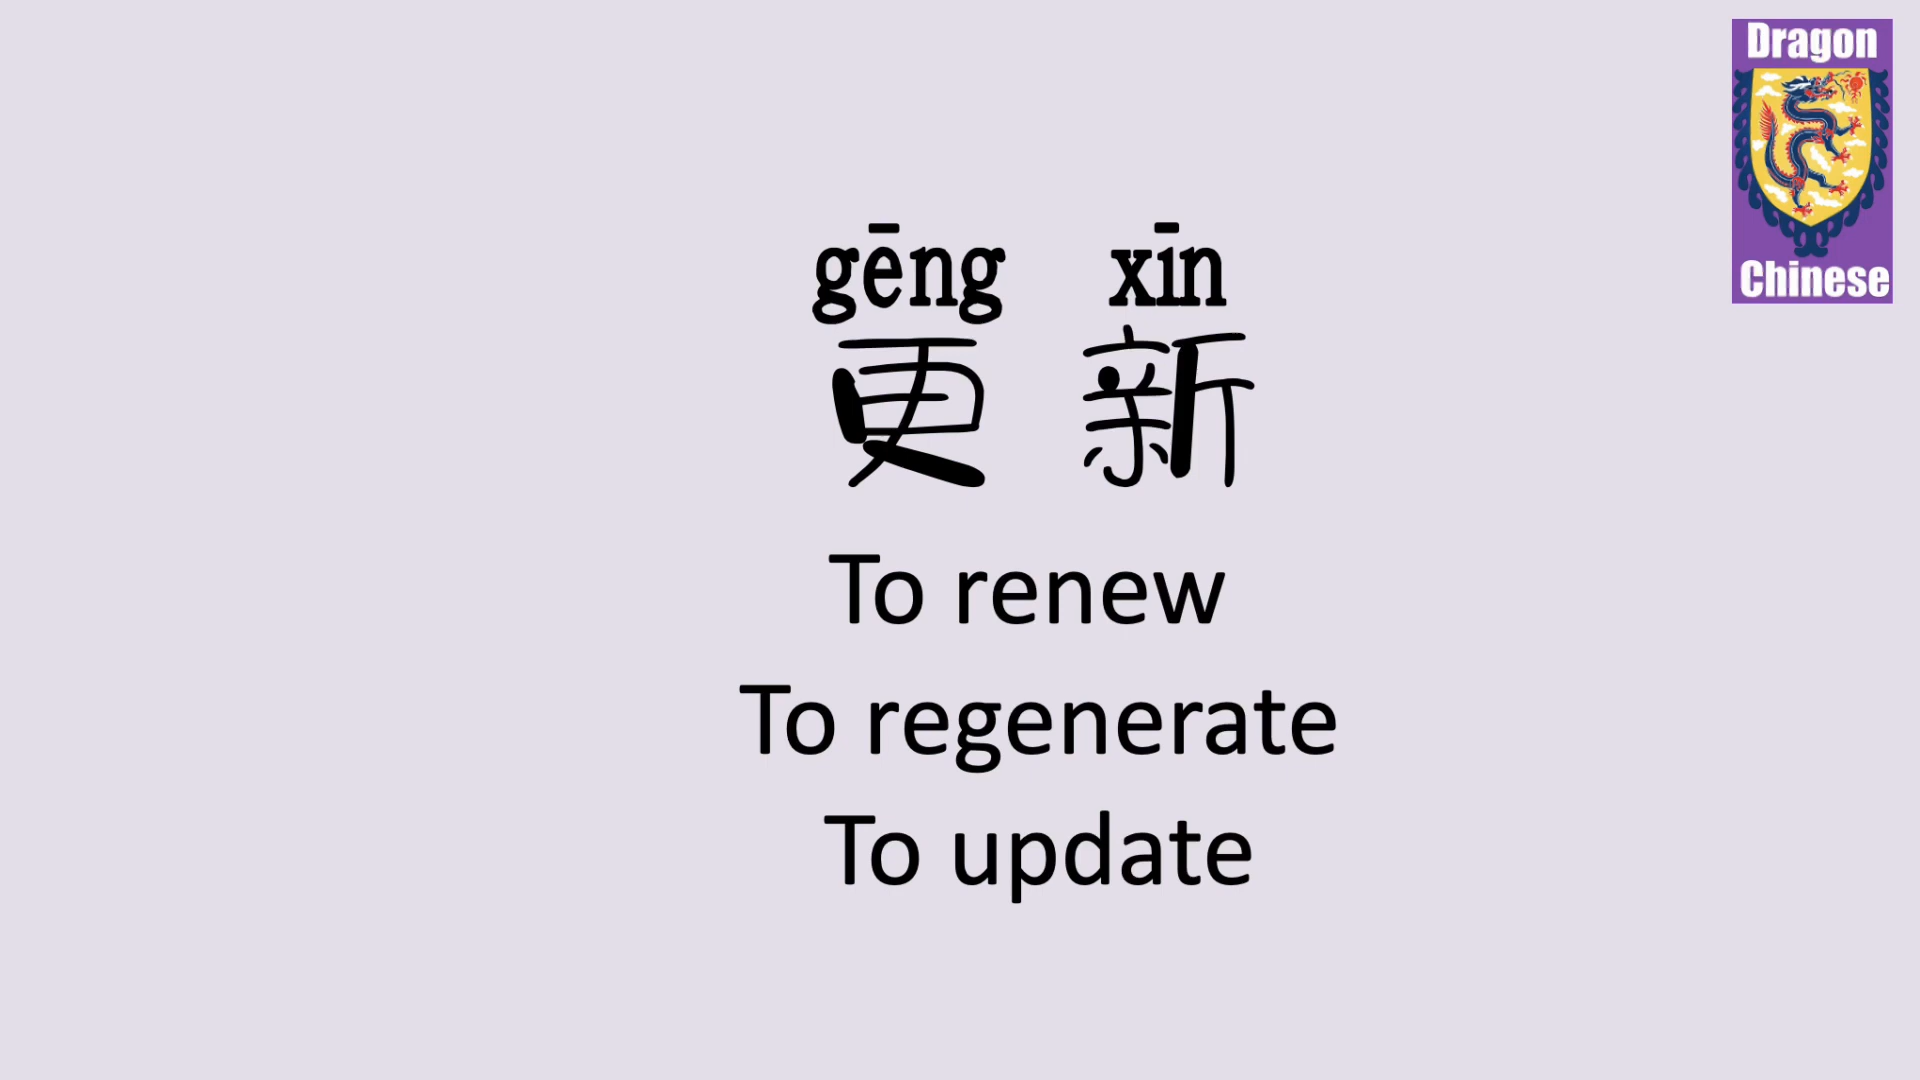 Dragon
Chinese
gēng xīn
更 新
To renew
To regenerate
To update